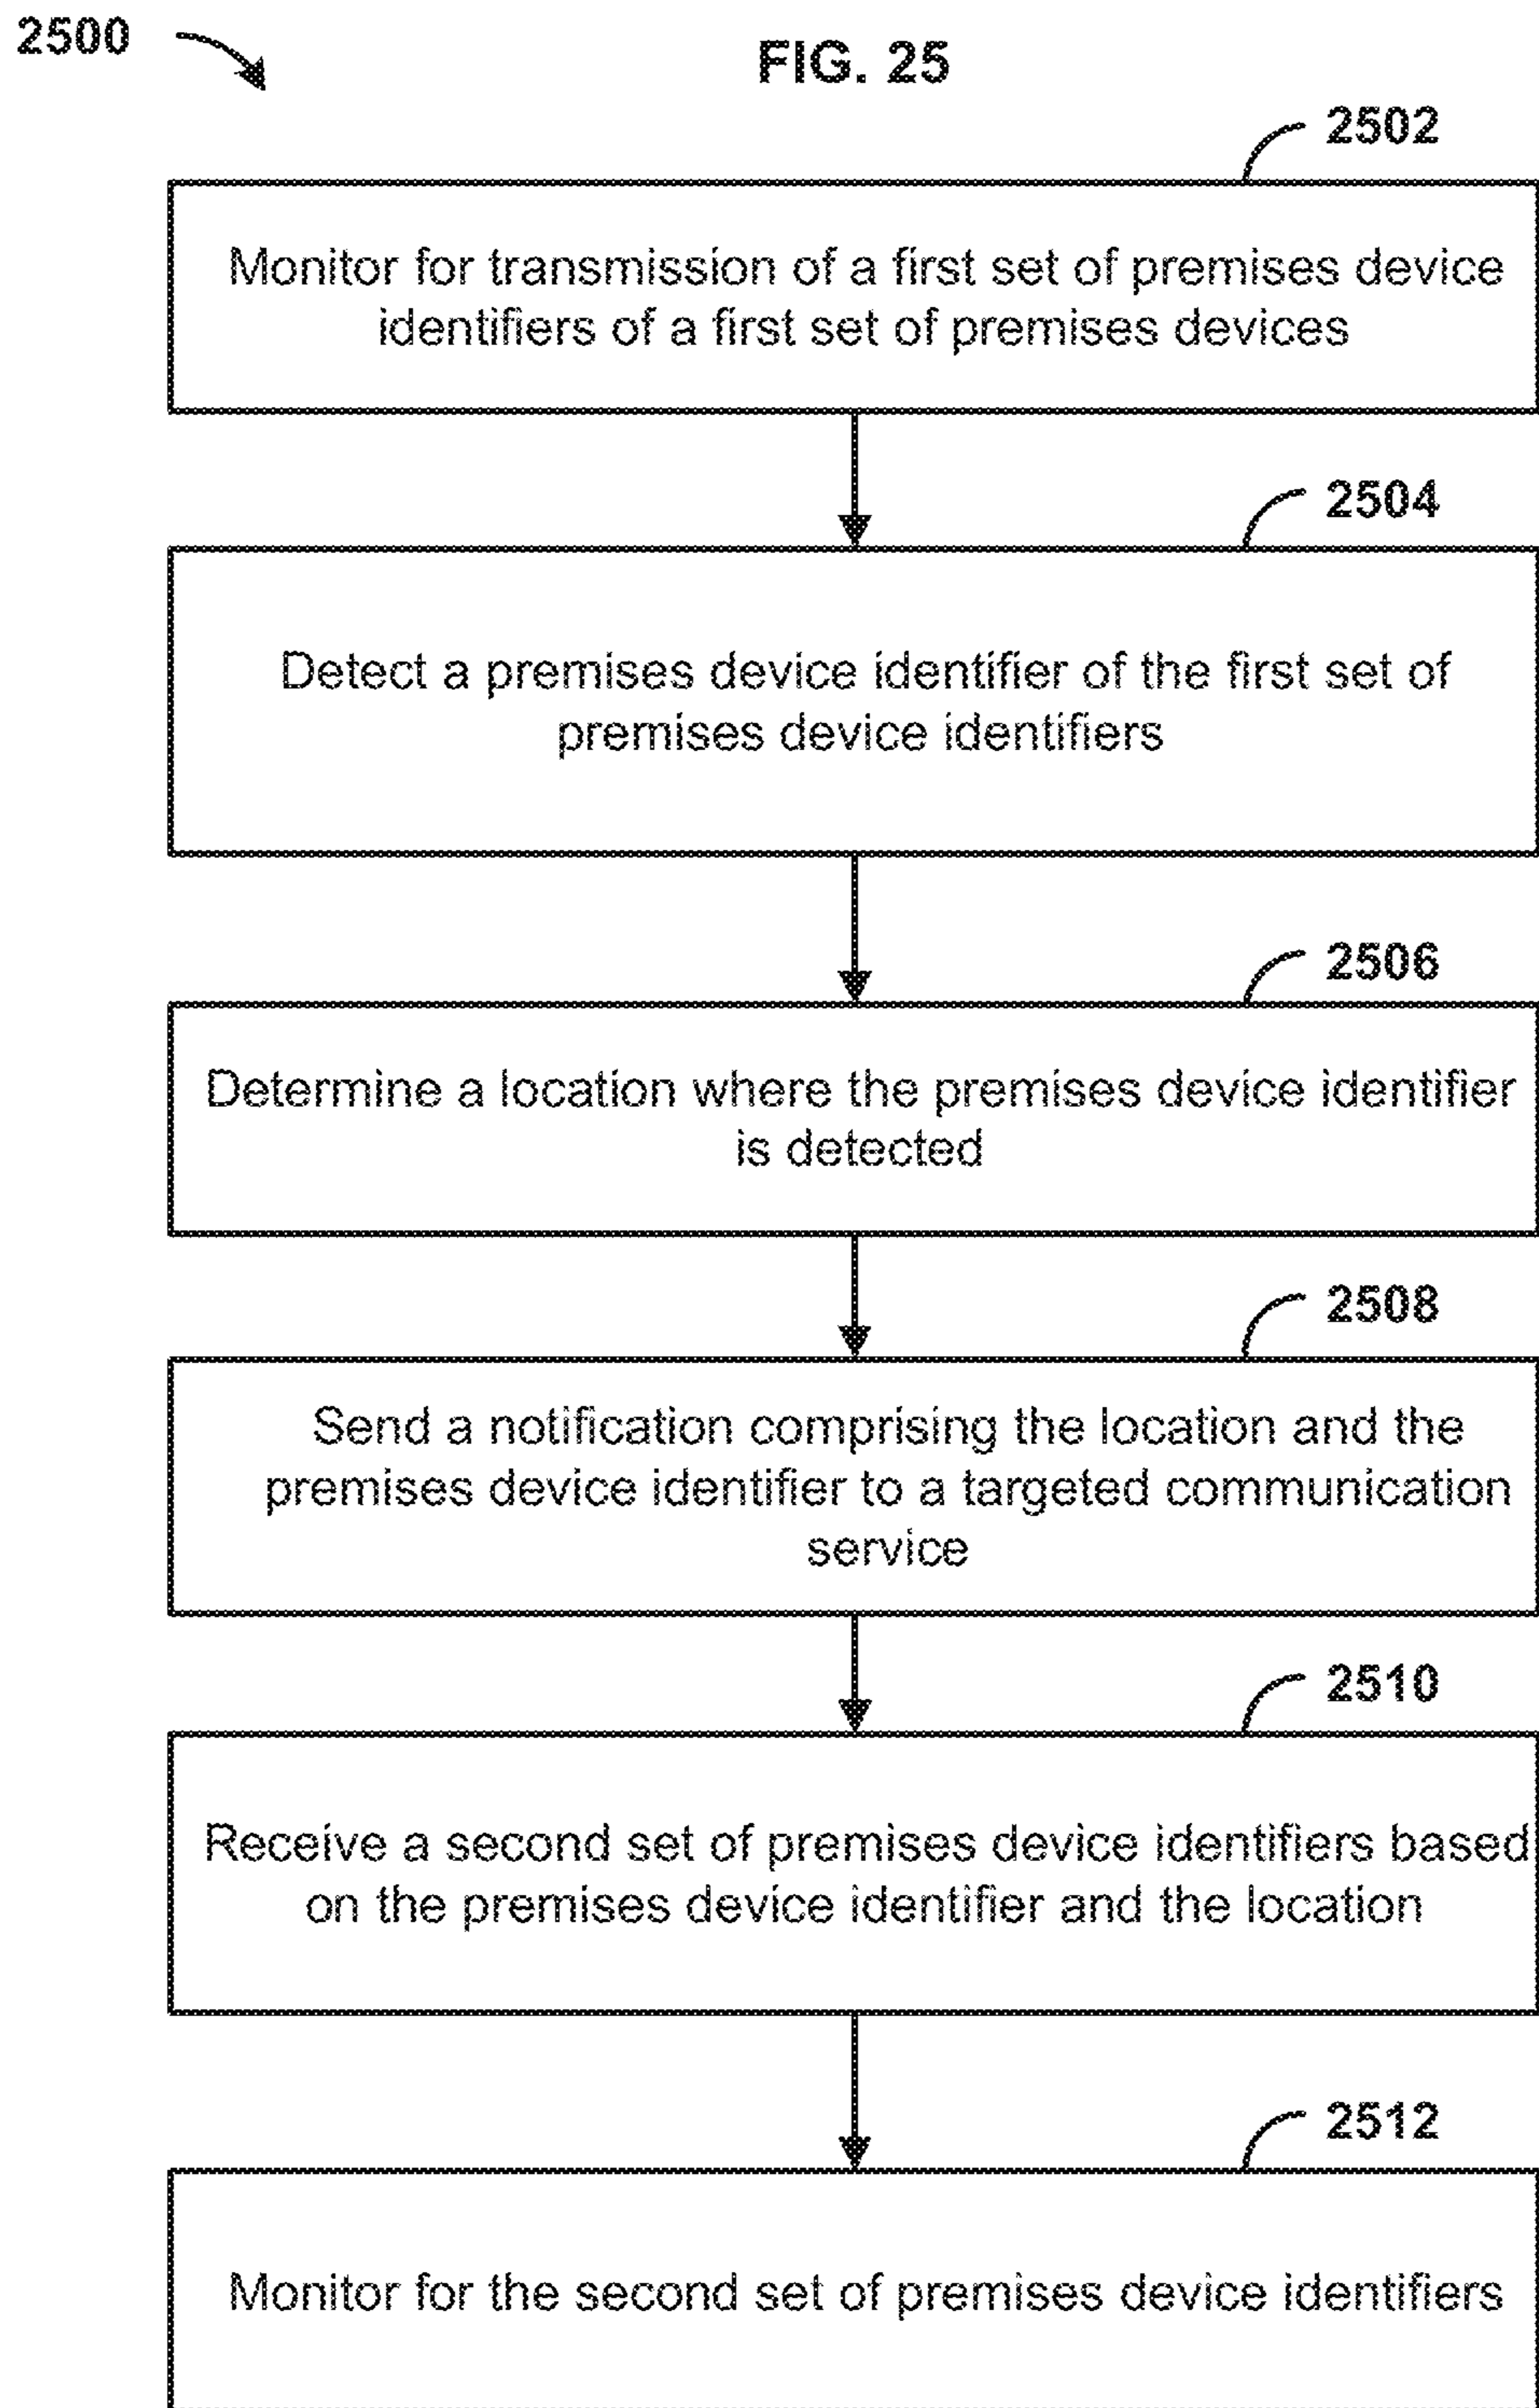 2500
FIG. 25
2502
Monitor for transmission of a first set of premises device
identifiers of a first set of premises devices
2504
Detect a premises device identifier of the first set of
premises device identifiers
2506
Determine a location where the premises device identifier
is detected
2508
Send a notification comprising the location and the
premises device identifier to a targeted communication
service
2510
Receive a second set of premises device identifiers based
on the premises device identifier and the location
2512
Monitor for the second set of premises device identifiers